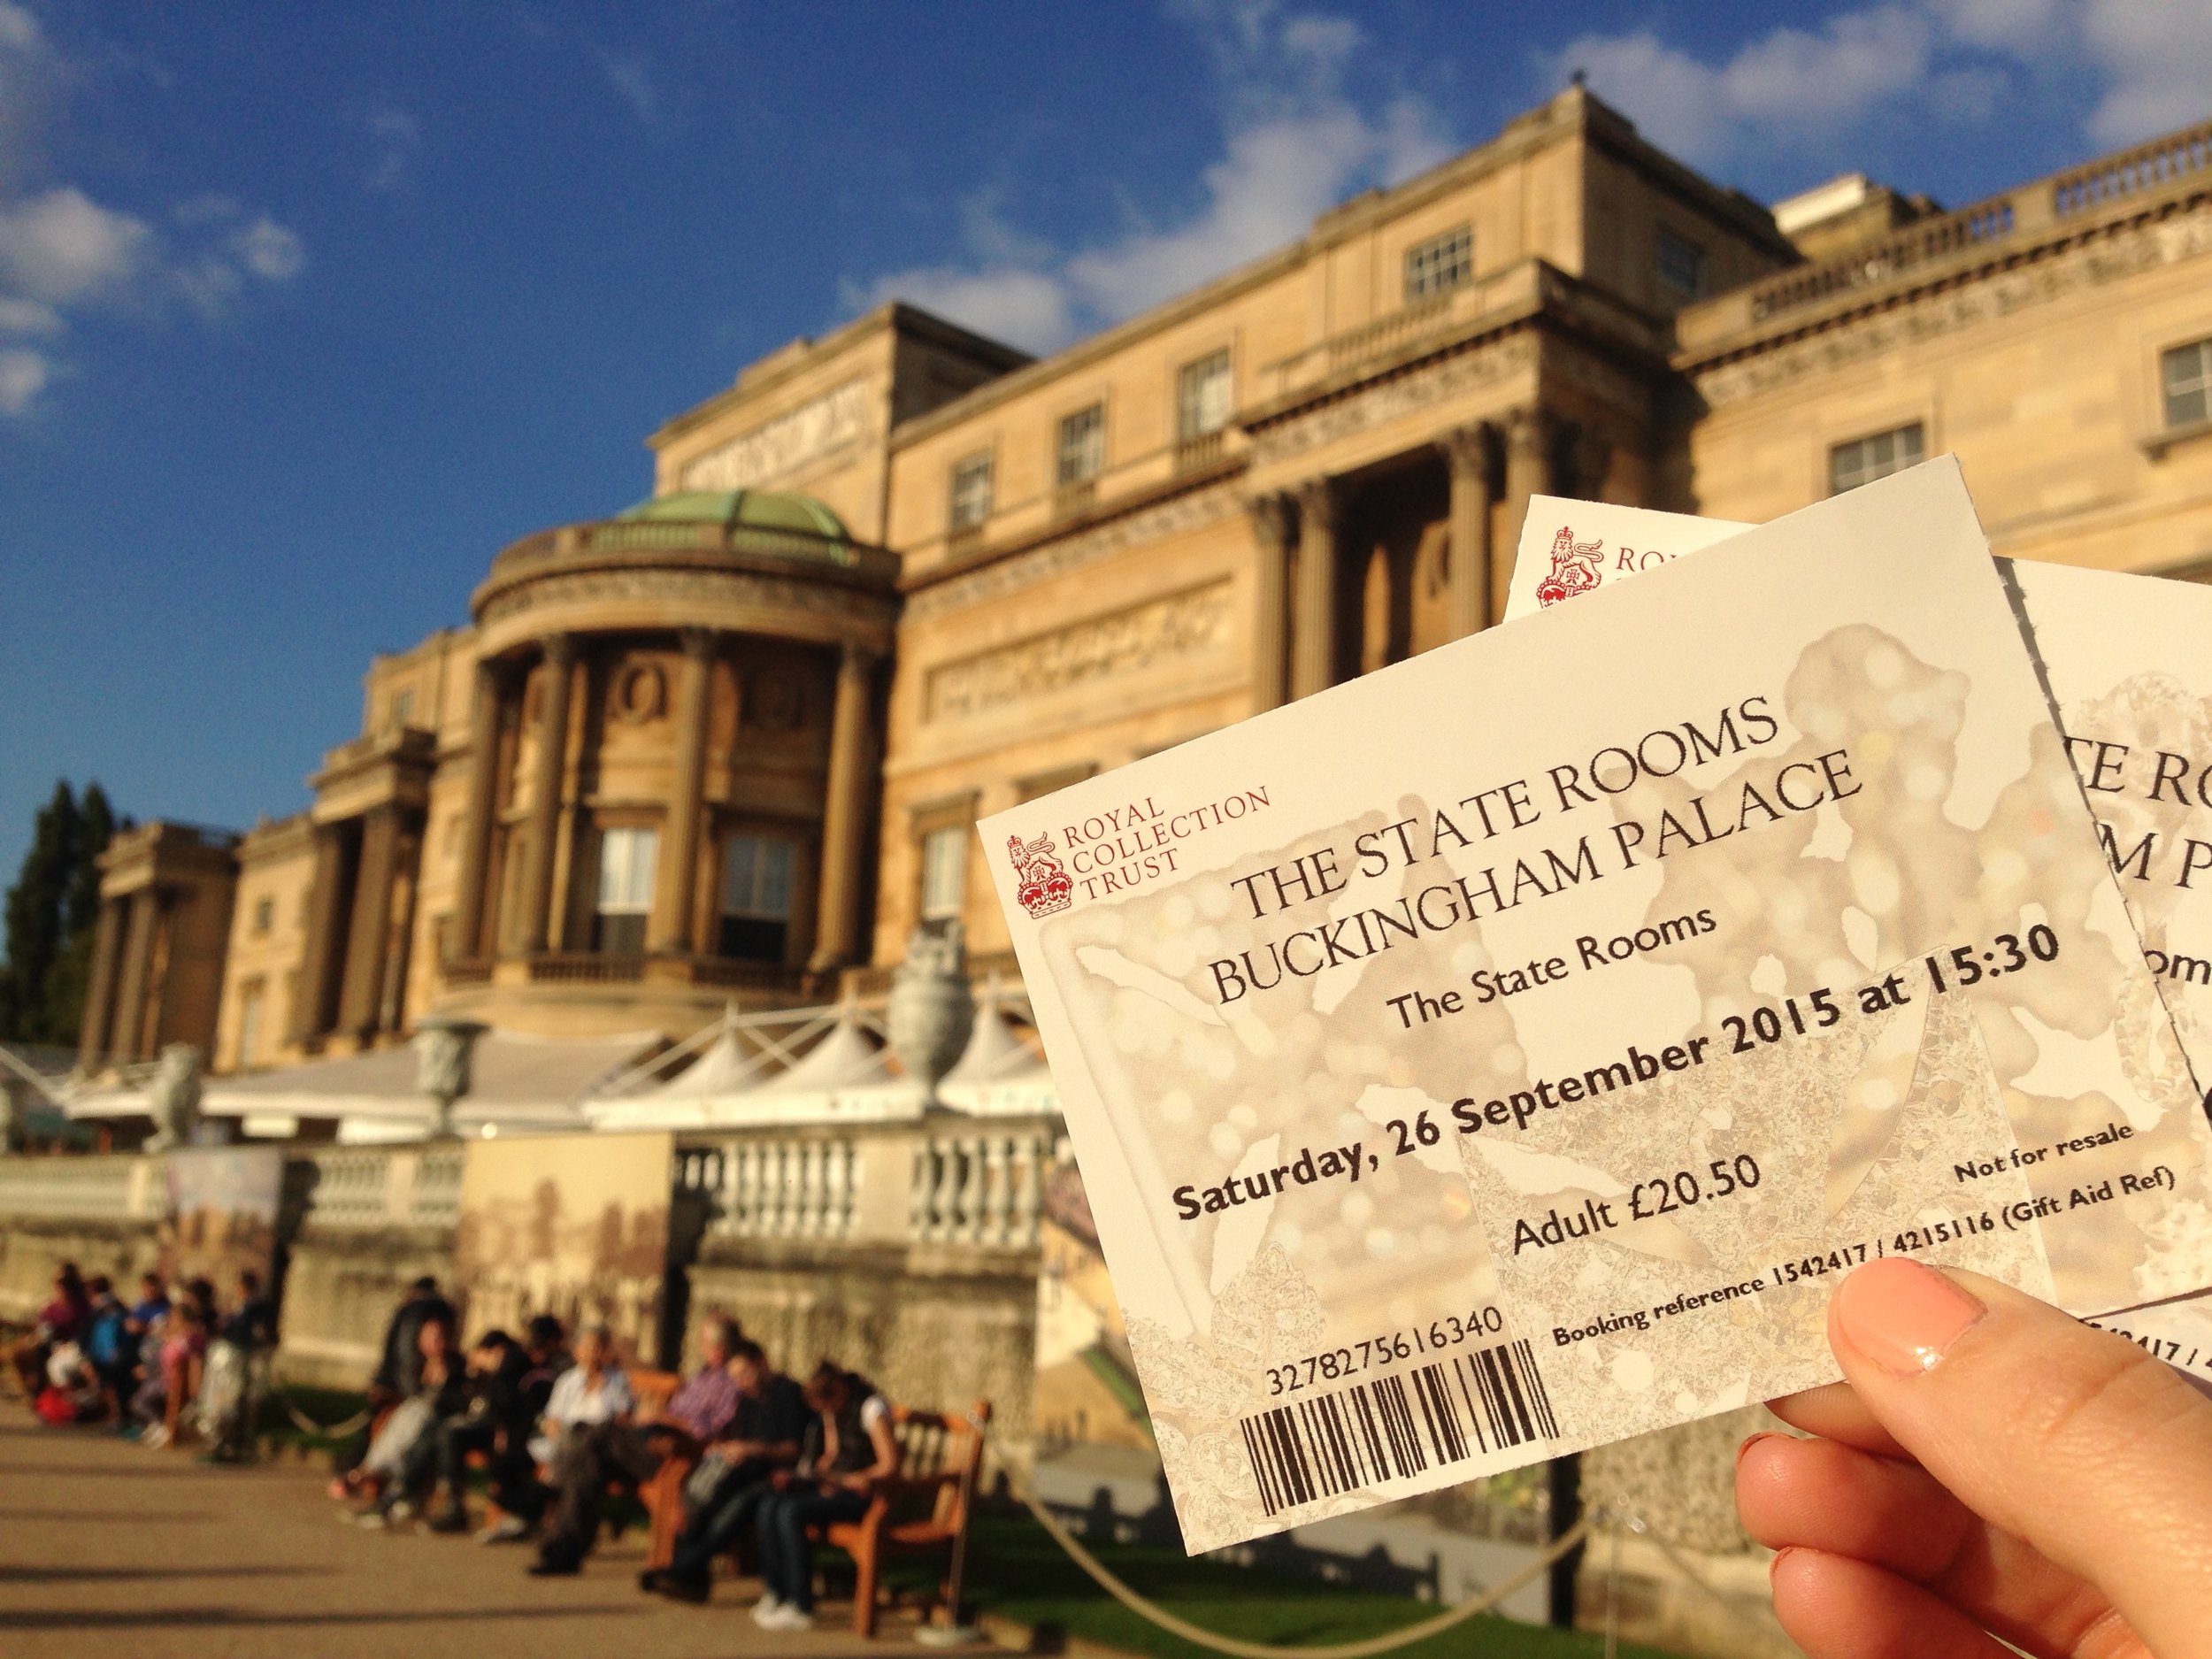 ROYAL
COLLECTION
TRUST
THE STATE ROOMS
BUCKINGHAM PALACE
The State Rooms
Saturday, 26 September 2015 at 15:30
Adult £20.50
Not for resale
Booking reference 1542417 / 4215116 (Gift Aid Ref)
3278275616340